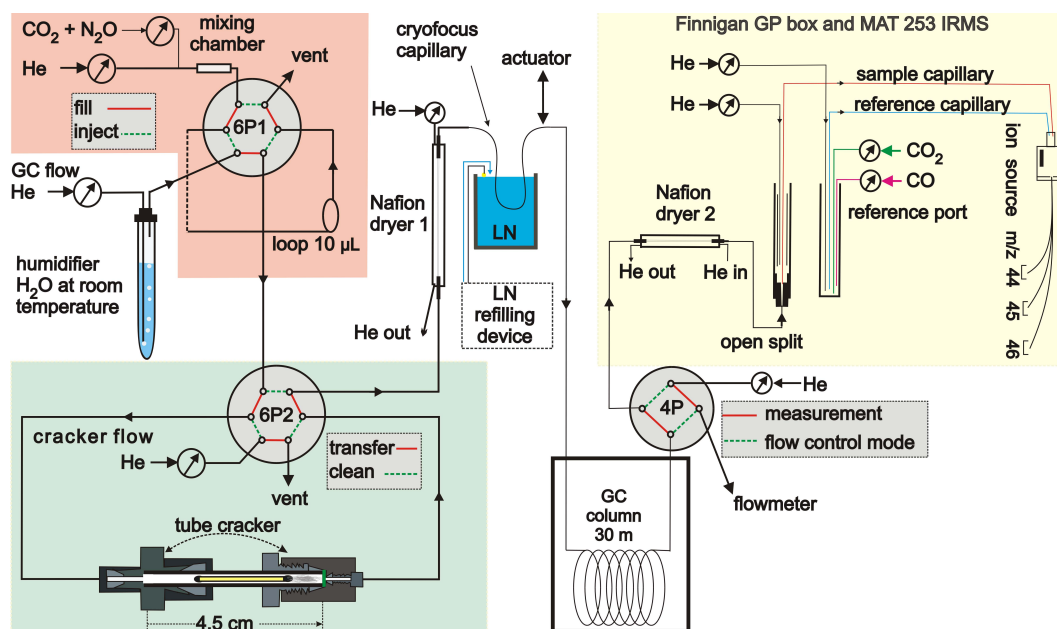 CO2 + N2O
mixing
chamber
He
vent
fill
inject
6P1
GC flow
He
loop 10 µL
humidifier
H2O at room
temperature
cryofocus
capillary
actuator
He
Nafion
dryer 1
LN
He out
LN
refilling
device
Finnigan GP box and MAT 253 IRMS
He
sample capillary
He
reference capillary
CO2
CO
reference port
ion source m/z
44
45
46
Nafion
dryer 2
He out
He in
open split
6P2
cracker flow
He
transfer
clean
vent
tube cracker
4.5 cm
4P
He
measurement
flow control mode
flowmeter
GC
column
30 m